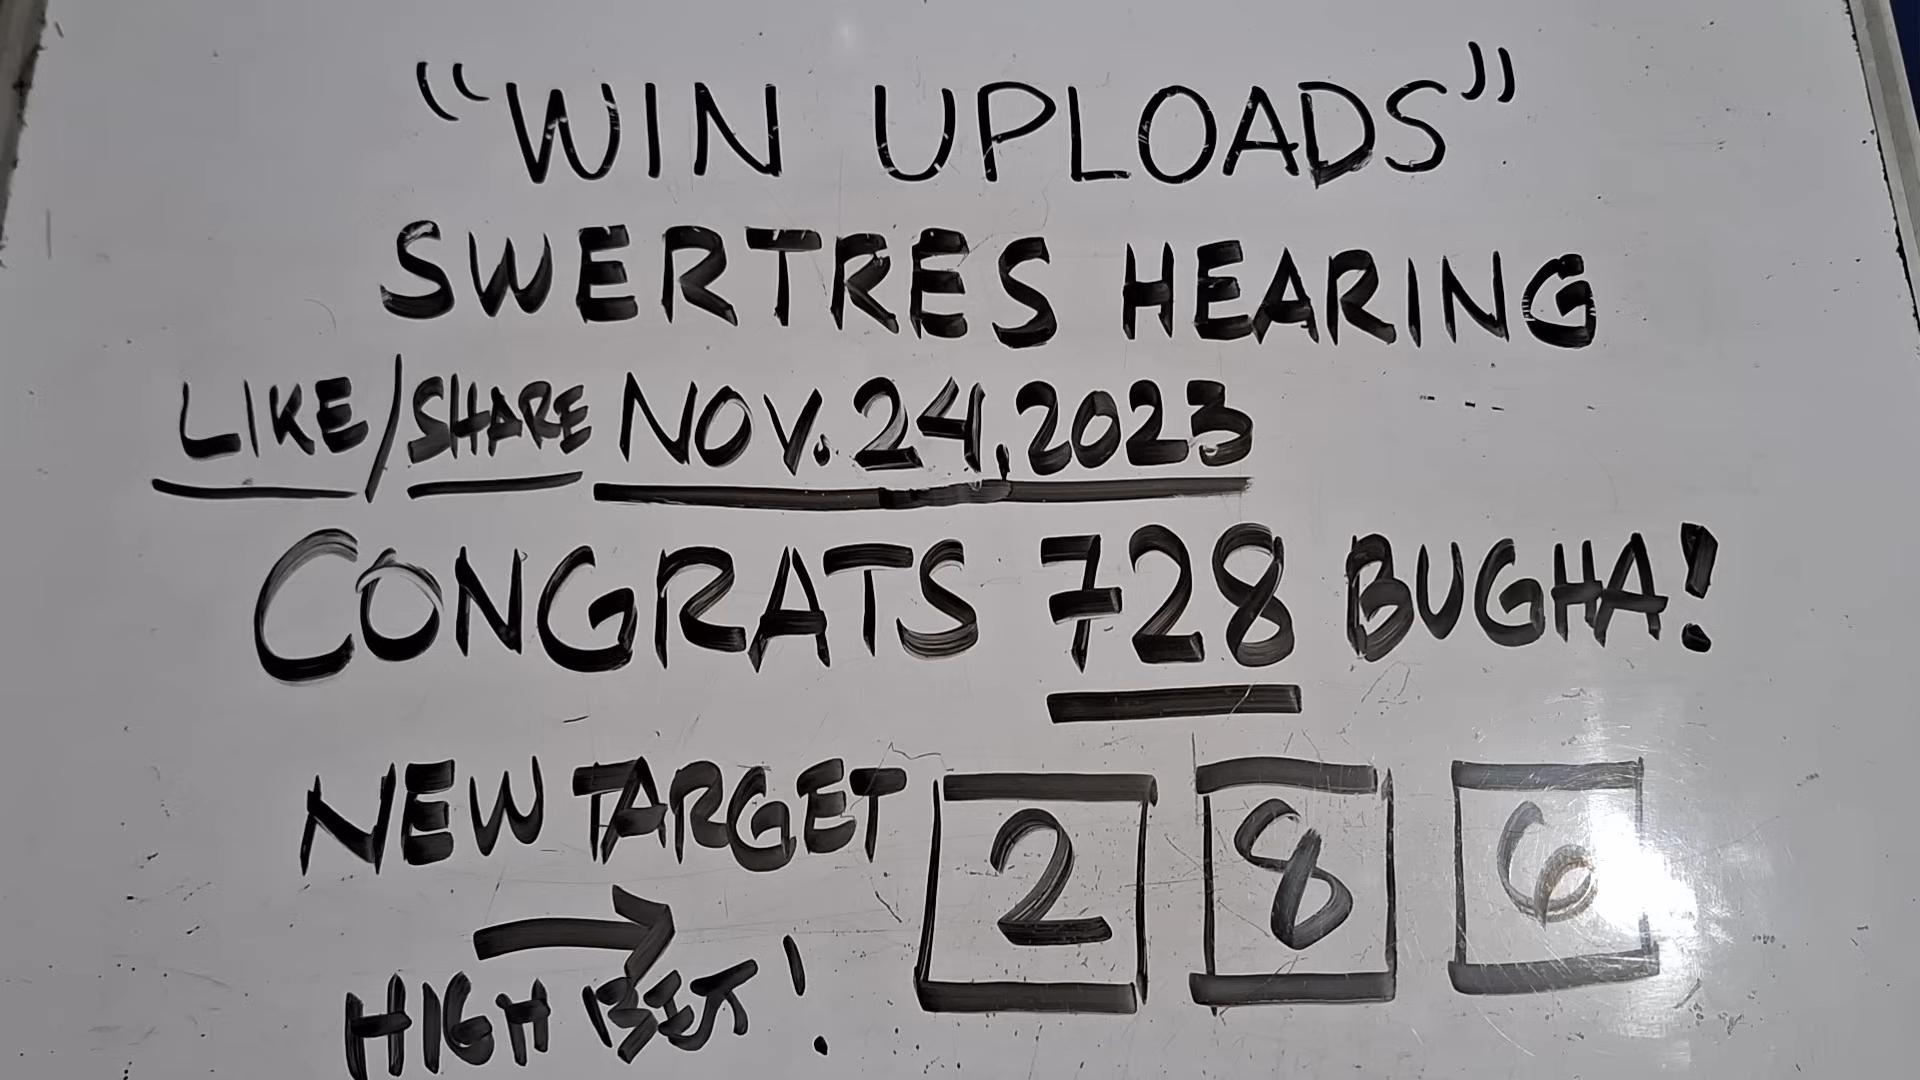 "WIN UPLOADS"
SWERTRES HEARING
LIKE/SHARE NOV. 24, 2023
CONGRATS 728 BUGHA!
NEW TARGET 2 8 6
HIGH BET!